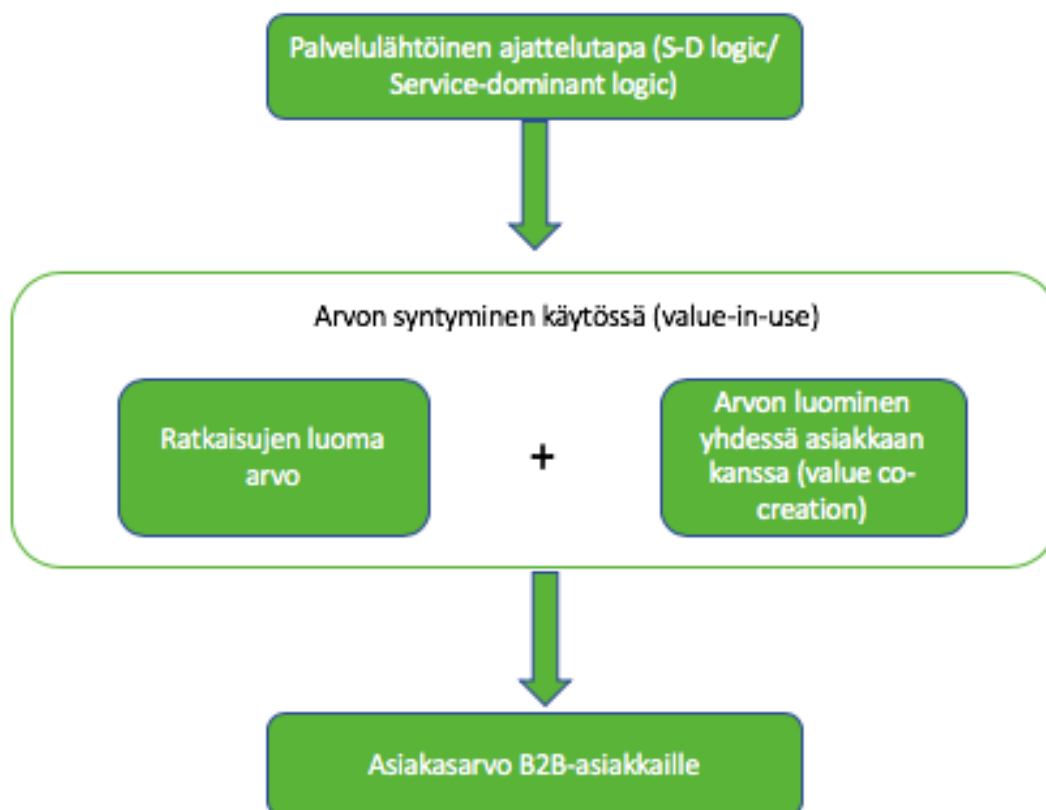 Palvelulähtöinen ajattelutapa (S-D logic/
Service-dominant logic)
Arvon syntyminen käytössä (value-in-use)
Ratkaisujen luoma
arvo
+
Arvon luominen
yhdessä asiakkaan
kanssa (value co-
creation)
Asiakasarvo B2B-asiakkaille